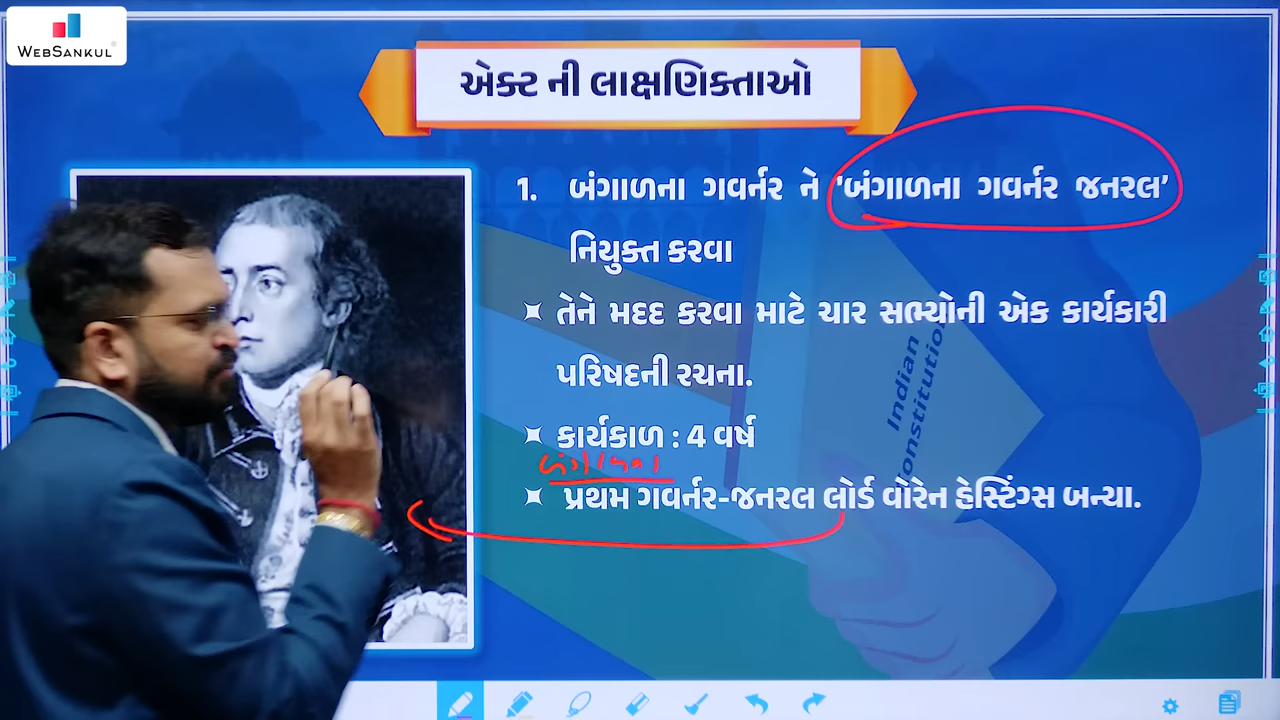 WEBSANKUL
એક્ટ ની લાક્ષણિક્તાઓ
1. બંગાળના ગવર્નર ને 'બંગાળના ગવર્નર જનરલ'
નિયુક્ત કરવા
તેને મદદ કરવા માટે ચાર સભ્યોની એક કાર્યકારી
પરિષદની રચના.
કાર્યકાળ : 4 વર્ષ
બંગાળના
પ્રથમ ગવર્નર-જનરલ લોર્ડ વોરેન હેસ્ટિંગ્સ બન્યા.
Indian
Constitution